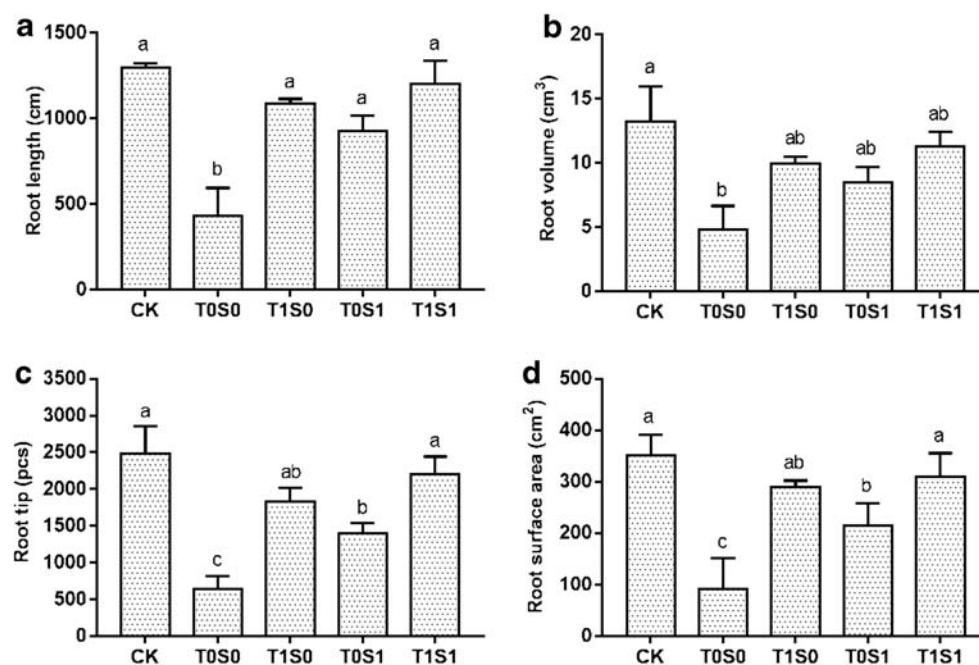 a
Root length (cm)
1500
1000
500
0
a
b
a
a
a
CK T0S0 T1S0 T0S1 T1S1
b
Root volume (cm³)
20
15
10
5
0
a
b
ab
ab
ab
CK T0S0 T1S0 T0S1 T1S1
c
Root tip (pcs)
3500
3000
2500
2000
1500
1000
500
0
a
c
ab
b
a
CK T0S0 T1S0 T0S1 T1S1
d
Root surface area (cm²)
500
400
300
200
100
0
a
c
ab
b
a
CK T0S0 T1S0 T0S1 T1S1